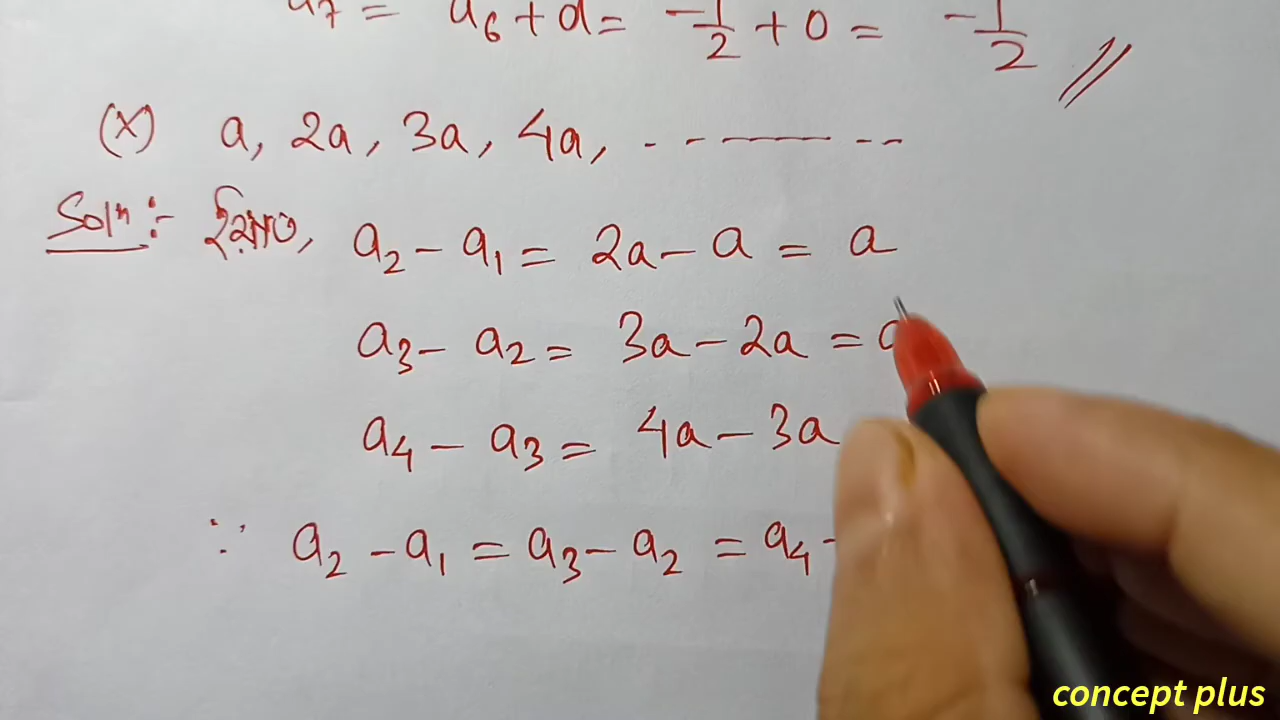 a₇ = a₆ + d = -1/2 + 0 = -1/2 //
(x) a, 2a, 3a, 4a, . - - — - -
Solⁿ :- ইয়াত, a₂ - a₁ = 2a - a = a
a₃ - a₂ = 3a - 2a = a
a₄ - a₃ = 4a - 3a
∵ a₂ - a₁ = a₃ - a₂ = a₄ -
concept plus